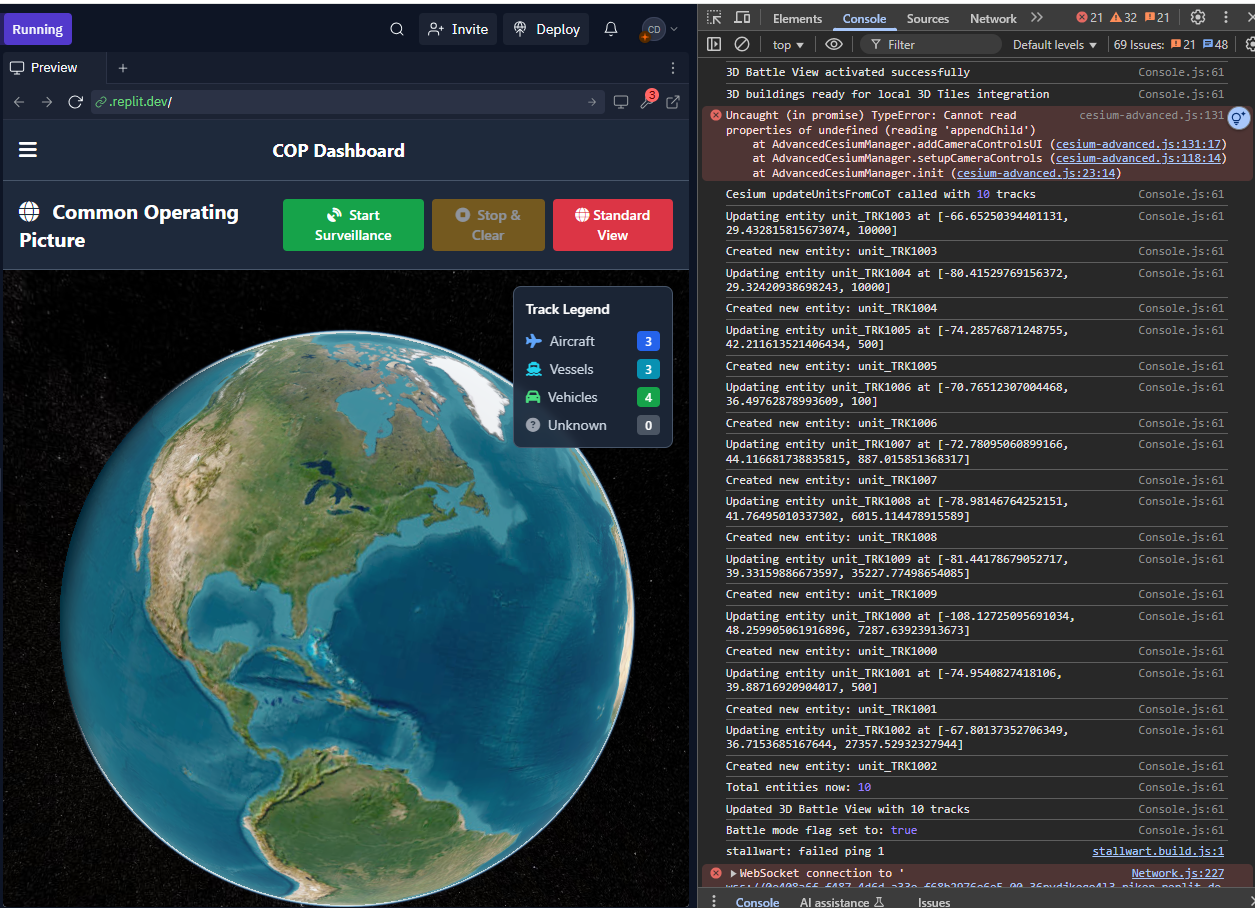 Running
Invite
Deploy
CD
Preview
.replit.dev/
3
COP Dashboard
Common Operating
Picture
Start
Surveillance
Stop &
Clear
Standard
View
Track Legend
Aircraft 3
Vessels 3
Vehicles 4
Unknown 0
Elements Console Sources Network 21 32 21
top Filter Default levels 69 Issues: 21 48
3D Battle View activated successfully Console.js:61
3D buildings ready for local 3D Tiles integration Console.js:61
Uncaught (in promise) TypeError: Cannot read cesium-advanced.js:131
properties of undefined (reading 'appendChild')
at AdvancedCesiumManager.addCameraControlsUI (cesium-advanced.js:131:17)
at AdvancedCesiumManager.setupCameraControls (cesium-advanced.js:118:14)
at AdvancedCesiumManager.init (cesium-advanced.js:23:14)
Cesium updateUnitsFromCoT called with 10 tracks Console.js:61
Updating entity unit_TRK1003 at [-66.65250394401131, Console.js:61
29.432815815673074, 10000]
Created new entity: unit_TRK1003 Console.js:61
Updating entity unit_TRK1004 at [-80.41529769156372, Console.js:61
29.32420938698243, 10000]
Created new entity: unit_TRK1004 Console.js:61
Updating entity unit_TRK1005 at [-74.28576871248755, Console.js:61
42.211613521406434, 500]
Created new entity: unit_TRK1005 Console.js:61
Updating entity unit_TRK1006 at [-70.76512307004468, Console.js:61
36.49762878993609, 100]
Created new entity: unit_TRK1006 Console.js:61
Updating entity unit_TRK1007 at [-72.78095060899166, Console.js:61
44.116681738835815, 887.015851368317]
Created new entity: unit_TRK1007 Console.js:61
Updating entity unit_TRK1008 at [-78.98146764252151, Console.js:61
41.76495010337302, 6015.114478915589]
Created new entity: unit_TRK1008 Console.js:61
Updating entity unit_TRK1009 at [-81.44178679052717, Console.js:61
39.33159886673597, 35227.77498654085]
Created new entity: unit_TRK1009 Console.js:61
Updating entity unit_TRK1000 at [-108.12725095691034, Console.js:61
48.259905061916896, 7287.63923913673]
Created new entity: unit_TRK1000 Console.js:61
Updating entity unit_TRK1001 at [-74.9540827418106, Console.js:61
39.88716920904017, 500]
Created new entity: unit_TRK1001 Console.js:61
Updating entity unit_TRK1002 at [-67.80137352706349, Console.js:61
36.7153685167644, 27357.52932327944]
Created new entity: unit_TRK1002 Console.js:61
Total entities now: 10 Console.js:61
Updated 3D Battle View with 10 tracks Console.js:61
Battle mode flag set to: true Console.js:61
stallwart: failed ping 1 stallwart.build.js:1
WebSocket connection to ' Network.js:227
Console AI assistance Issues